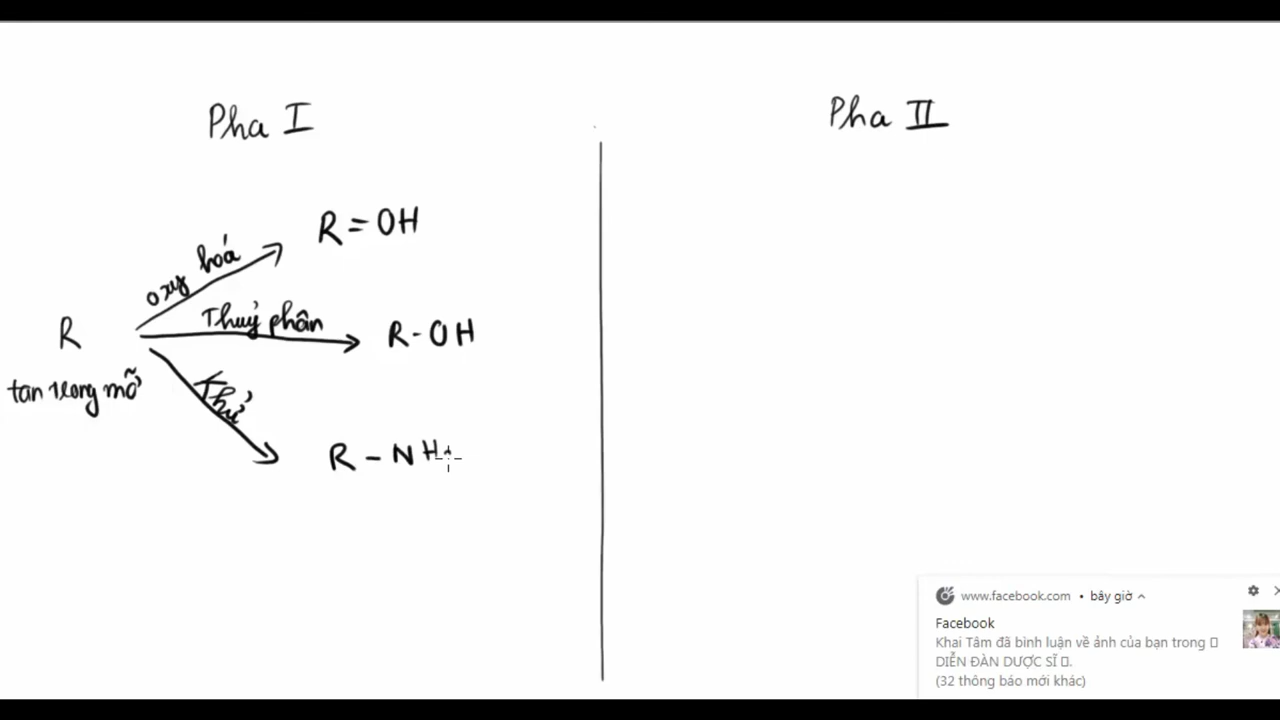 Pha I
Pha II
R = OH
oxy hoá
Thuỷ phân
R - OH
R
tan trong mỡ
Thử
R - NH
www.facebook.com • bây giờ
Facebook
Khai Tâm đã bình luận về ảnh của bạn trong
DIỄN ĐÀN DƯỢC SĨ .
(32 thông báo mới khác)